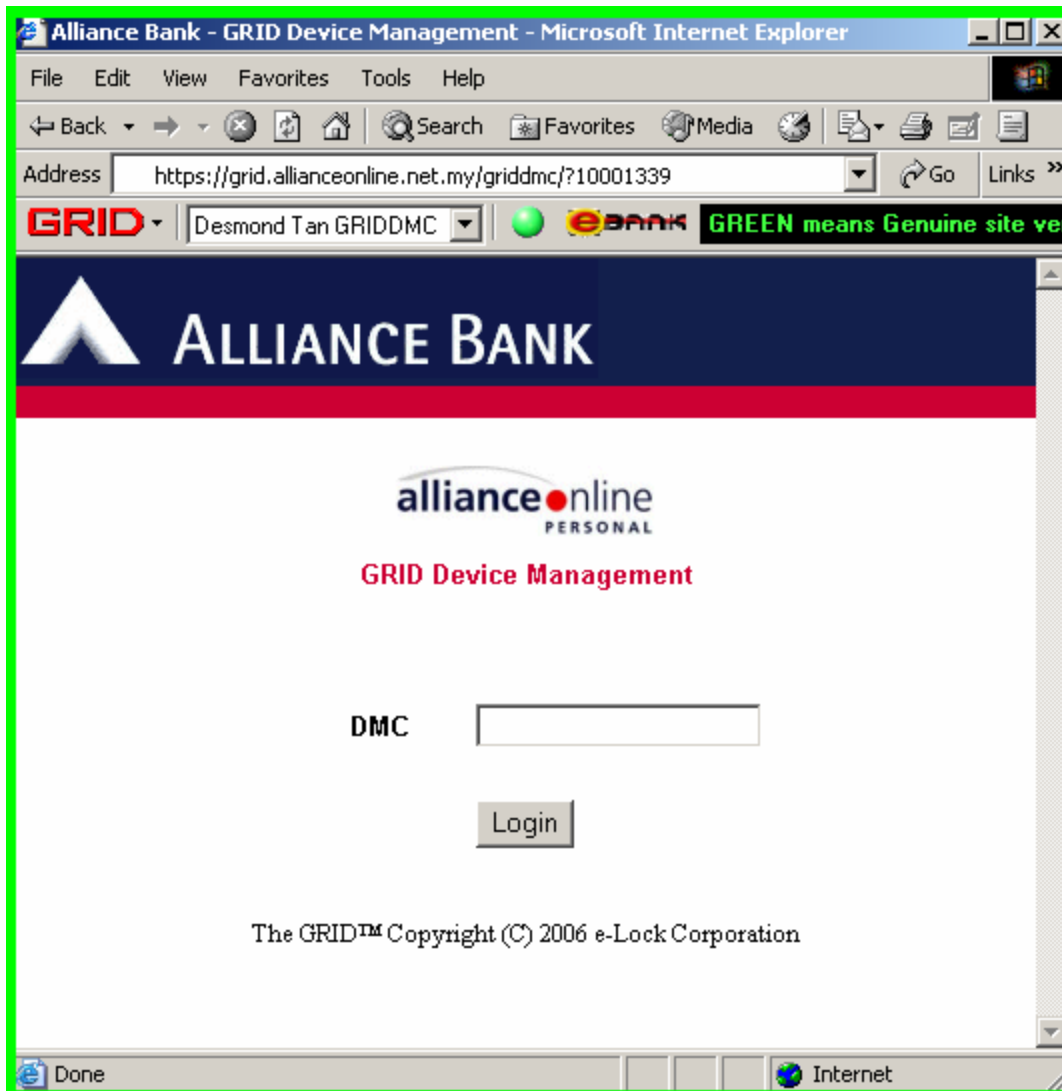 Alliance Bank - GRID Device Management - Microsoft Internet Explorer
File Edit View Favorites Tools Help
Back Search Favorites Media
Address https://grid.allianceonline.net.my/griddmc/?10001339 Go Links »
GRID Desmond Tan GRIDDMC eBANK GREEN means Genuine site ve
ALLIANCE BANK
allianceonline
PERSONAL
GRID Device Management
DMC
Login
The GRID™ Copyright (C) 2006 e-Lock Corporation
Done Internet